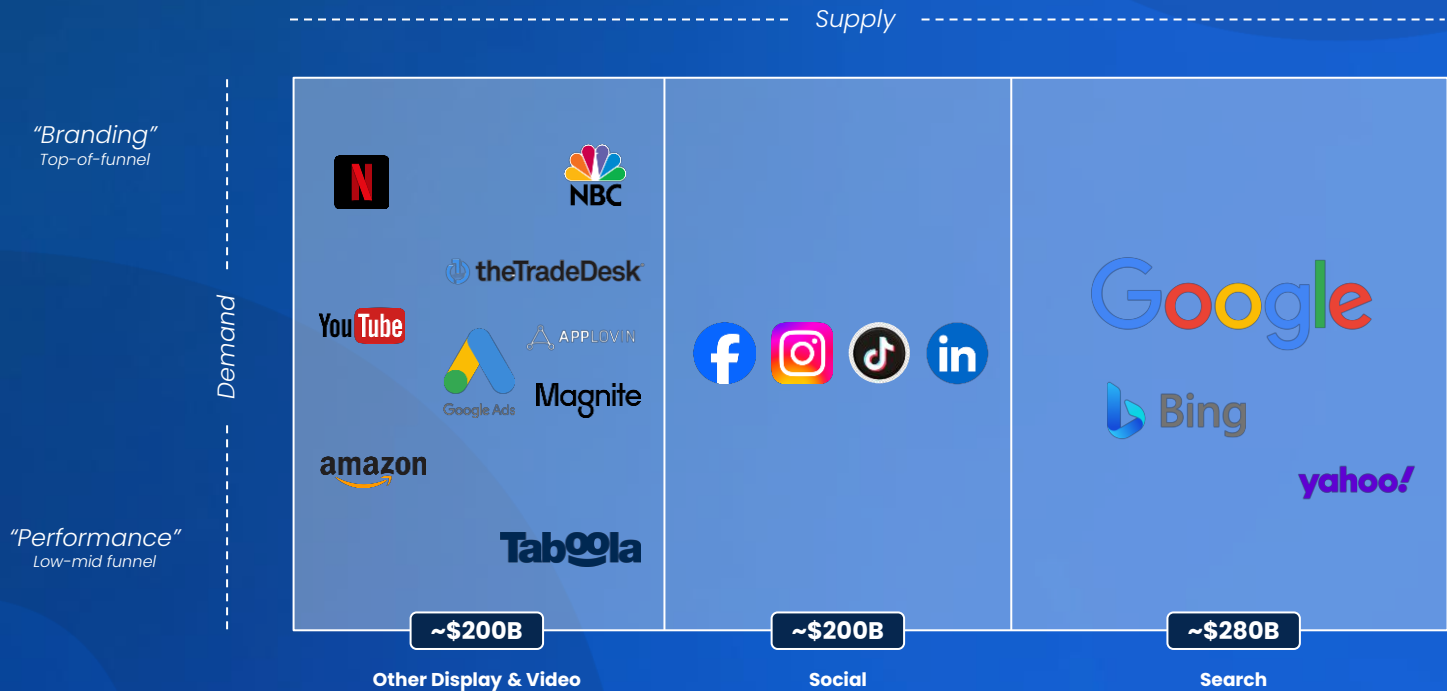 Supply
“Branding”
Top-of-funnel
Demand
“Performance”
Low-mid funnel
N
NBC
theTradeDesk
YouTube
APPLOVIN
Google Ads
Magnite
amazon
Taboola
f
in
Google
Bing
yahoo!
~$200B
~$200B
~$280B
Other Display & Video
Social
Search